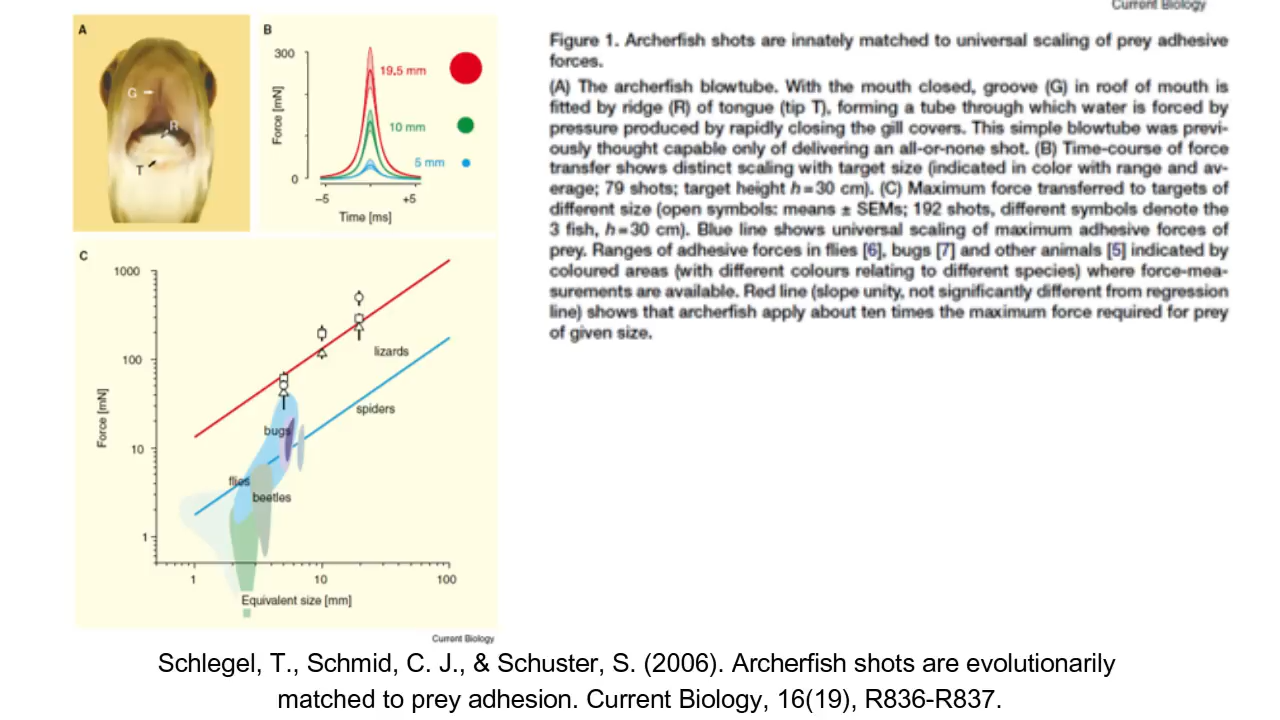 Current Biology
A
G
R
T
B
300
0
Force [mN]
19.5 mm
10 mm
5 mm
−5
+5
Time [ms]
C
1000
100
10
1
Force [mN]
lizards
spiders
bugs
flies
beetles
1
10
100
Equivalent size [mm]
Current Biology
Figure 1. Archerfish shots are innately matched to universal scaling of prey adhesive
forces.
(A) The archerfish blowtube. With the mouth closed, groove (G) in roof of mouth is
fitted by ridge (R) of tongue (tip T), forming a tube through which water is forced by
pressure produced by rapidly closing the gill covers. This simple blowtube was previ-
ously thought capable only of delivering an all-or-none shot. (B) Time-course of force
transfer shows distinct scaling with target size (indicated in color with range and av-
erage; 79 shots; target height h = 30 cm). (C) Maximum force transferred to targets of
different size (open symbols: means ± SEMs; 192 shots, different symbols denote the
3 fish, h = 30 cm). Blue line shows universal scaling of maximum adhesive forces of
prey. Ranges of adhesive forces in flies [6], bugs [7] and other animals [5] indicated by
coloured areas (with different colours relating to different species) where force-mea-
surements are available. Red line (slope unity, not significantly different from regression
line) shows that archerfish apply about ten times the maximum force required for prey
of given size.
Schlegel, T., Schmid, C. J., & Schuster, S. (2006). Archerfish shots are evolutionarily
matched to prey adhesion. Current Biology, 16(19), R836-R837.